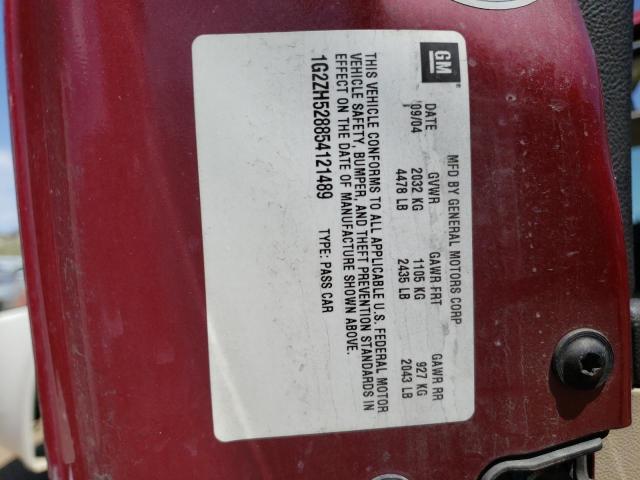 GM
MFD BY GENERAL MOTORS CORP
DATE GVWR GAWR FRT GAWR RR
09/04 2032 KG 1105 KG 927 KG
4478 LB 2435 LB 2043 LB
THIS VEHICLE CONFORMS TO ALL APPLICABLE U.S. FEDERAL MOTOR
VEHICLE SAFETY, BUMPER, AND THEFT PREVENTION STANDARDS IN
EFFECT ON THE DATE OF MANUFACTURE SHOWN ABOVE.
1G2ZH528854121489 TYPE: PASS CAR